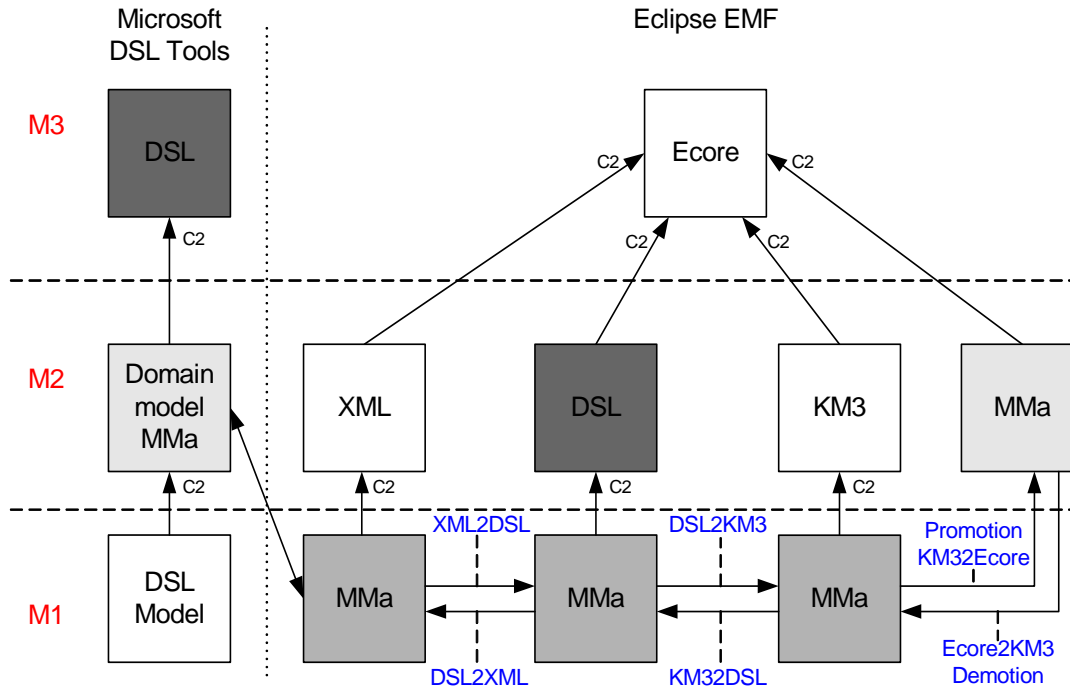 Microsoft
DSL Tools
Eclipse EMF
M3
DSL
Ecore
C2
C2
C2
C2
C2
M2
Domain
model
MMa
XML
DSL
KM3
MMa
C2
C2
C2
C2
XML2DSL
DSL2KM3
Promotion
KM32Ecore
M1
DSL
Model
MMa
MMa
MMa
DSL2XML
KM32DSL
Ecore2KM3
Demotion